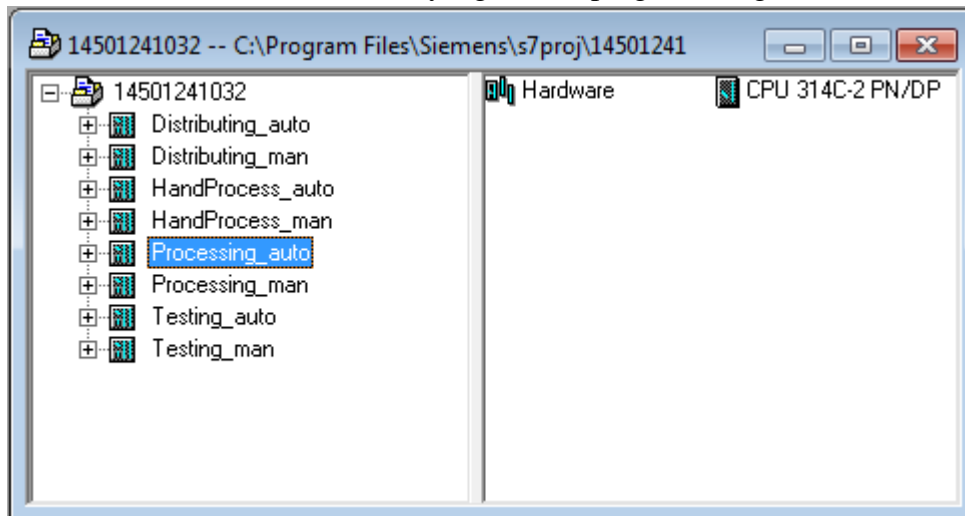 14501241032 -- C:\Program Files\Siemens\s7proj\14501241
14501241032
Distributing_auto
Distributing_man
HandProcess_auto
HandProcess_man
Processing_auto
Processing_man
Testing_auto
Testing_man
Hardware
CPU 314C-2 PN/DP